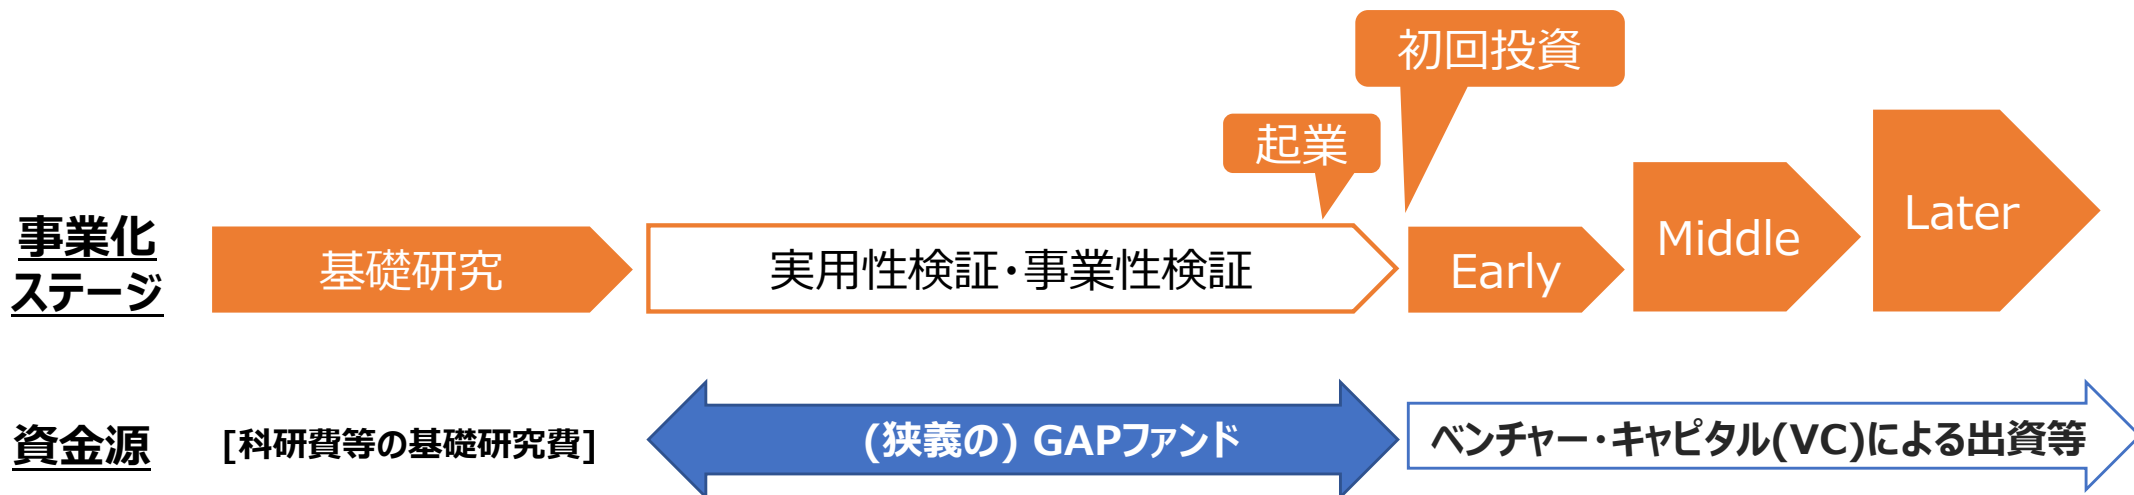 初回投資
起業
事業化
ステージ
基礎研究
実用性検証・事業性検証
Early
Middle
Later
資金源
[科研費等の基礎研究費]
(狭義の) GAPファンド
ベンチャー・キャピタル(VC)による出資等